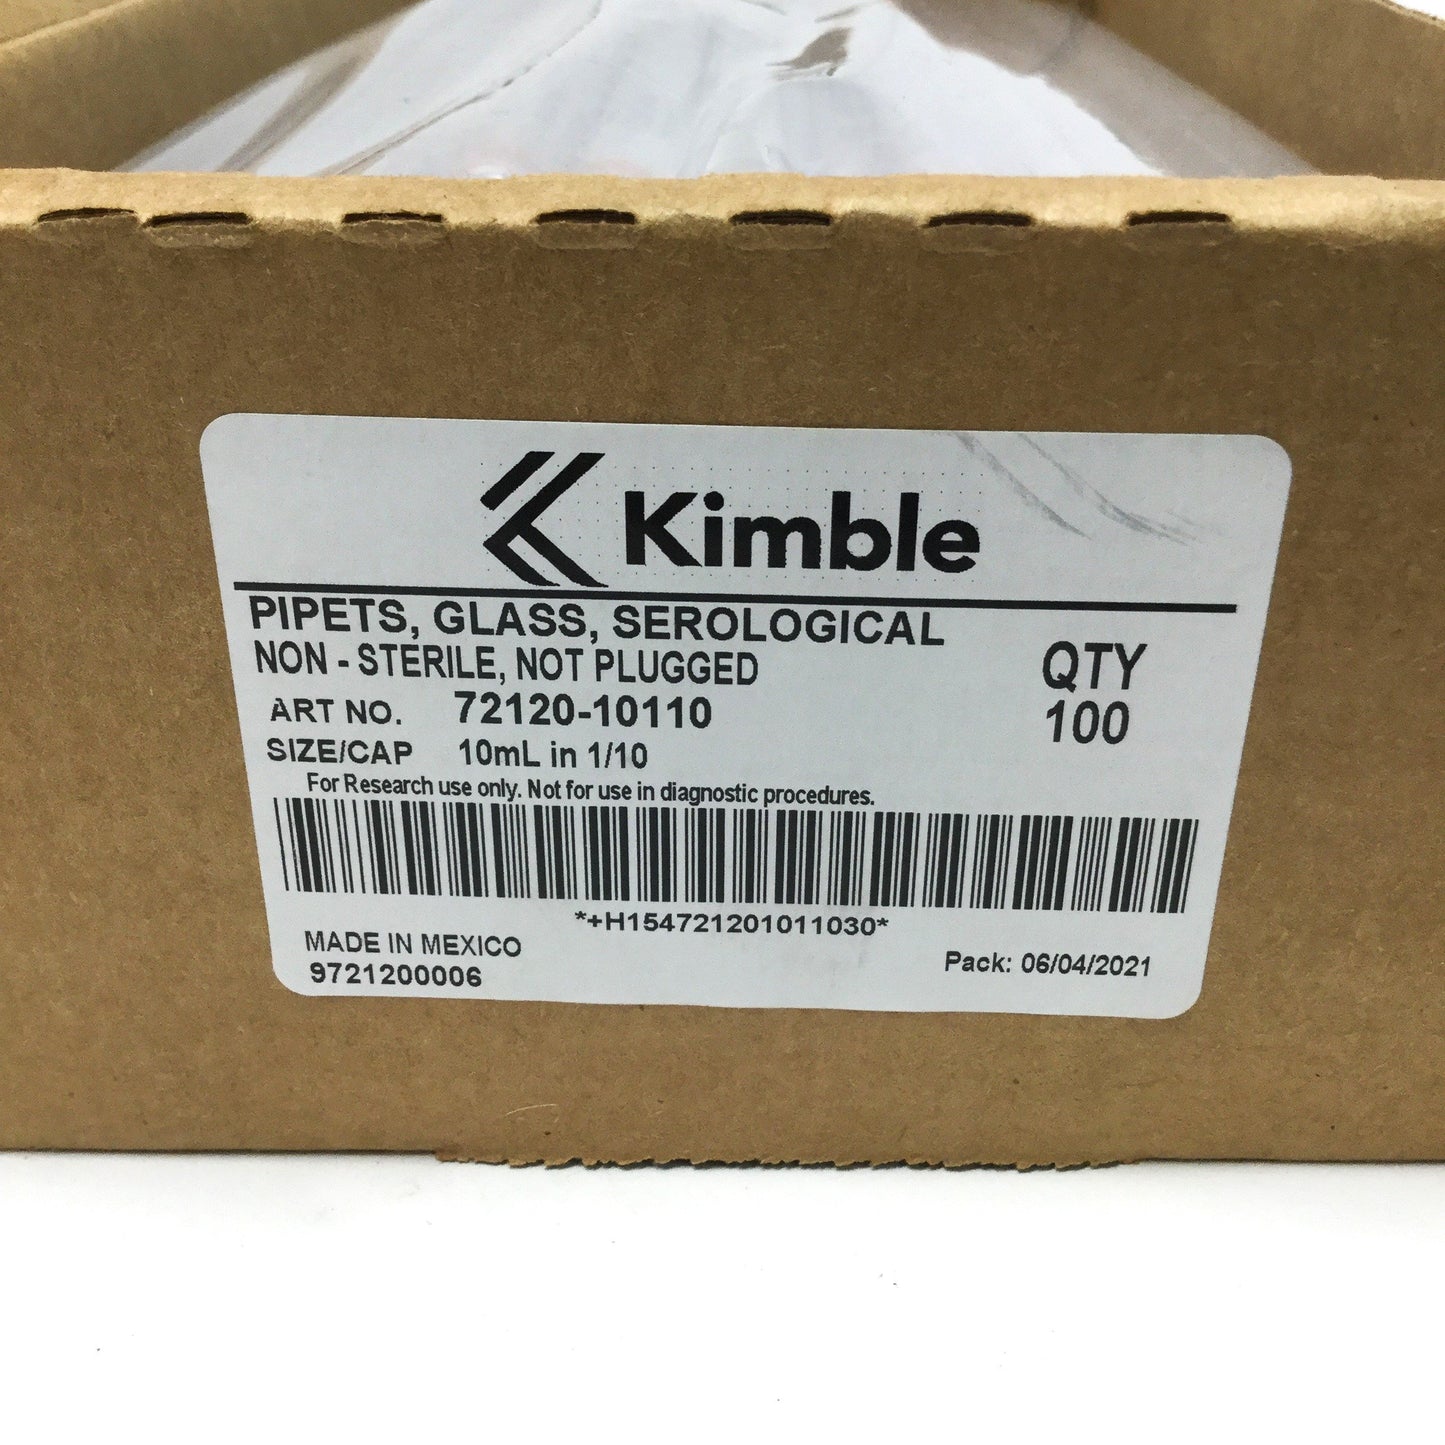 Kimble
PIPETS, GLASS, SEROLOGICAL
NON - STERILE, NOT PLUGGED
QTY
ART NO. 72120-10110
100
SIZE/CAP 10mL in 1/10
For Research use only. Not for use in diagnostic procedures.
*+H154721201011030*
MADE IN MEXICO
Pack: 06/04/2021
9721200006